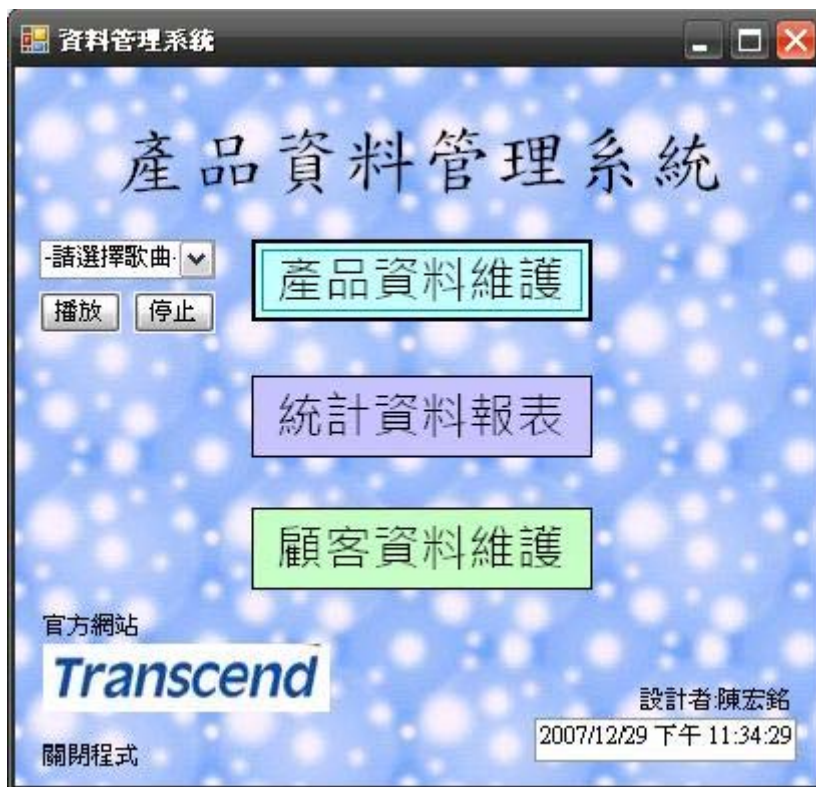 資料管理系統
產品資料管理系統
-請選擇歌曲-
播放 停止
產品資料維護
統計資料報表
顧客資料維護
官方網站
Transcend
設計者:陳宏銘
2007/12/29 下午 11:34:29
關閉程式